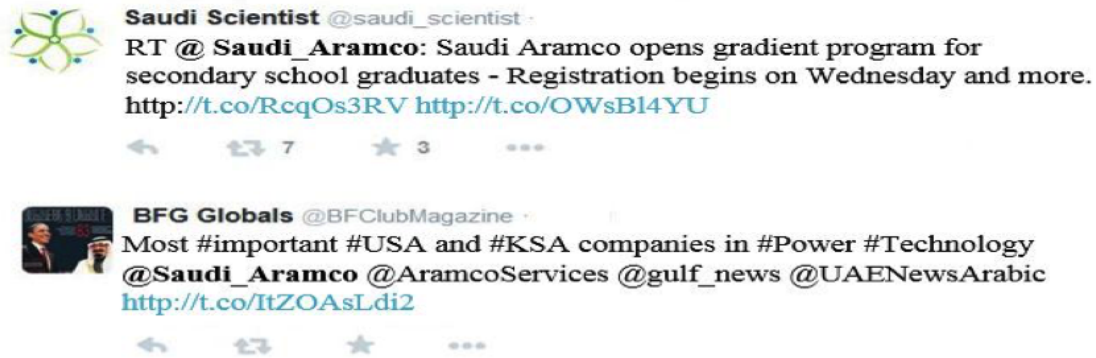 Saudi Scientist @saudi_scientist ·
RT @ Saudi_Aramco: Saudi Aramco opens gradient program for
secondary school graduates - Registration begins on Wednesday and more.
http://t.co/RcqOs3RV http://t.co/OWsBl4YU
7 3
BFG Globals @BFClubMagazine ·
Most #important #USA and #KSA companies in #Power #Technology
@Saudi_Aramco @AramcoServices @gulf_news @UAENewsArabic
http://t.co/ItZOAsLdi2